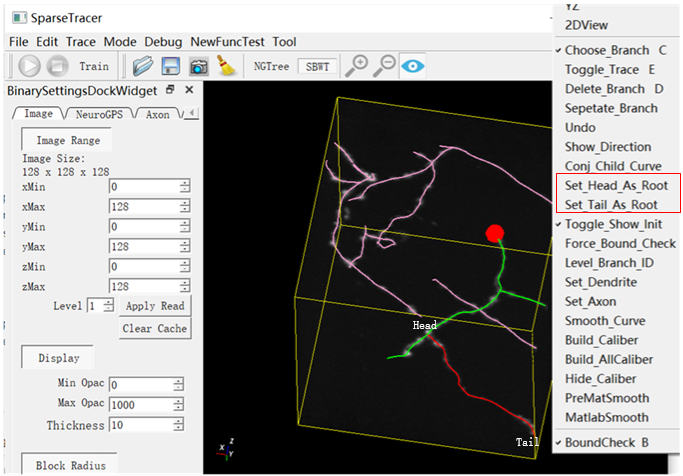 SparseTracer
File Edit Trace Mode Debug NewFuncTest Tool
Train NGTree SBWT
BinarySettingsDockWidget
Image NeuroGPS Axon
Image Range
Image Size:
128 x 128 x 128
xMin 0
xMax 128
yMin 0
yMax 128
zMin 0
zMax 128
Level 1 Apply Read
Clear Cache
Display
Min Opac 0
Max Opac 1000
Thickness 10
Block Radius
Head
Tail
X Z Y
YZ
2DView
Choose_Branch C
Toggle_Trace E
Delete_Branch D
Sepetate_Branch
Undo
Show_Direction
Conj_Child_Curve
Set_Head_As_Root
Set_Tail_As_Root
Toggle_Show_Init
Force_Bound_Check
Level_Branch_ID
Set_Dendrite
Set_Axon
Smooth_Curve
Build_Caliber
Build_AllCaliber
Hide_Caliber
PreMatSmooth
MatlabSmooth
BoundCheck B